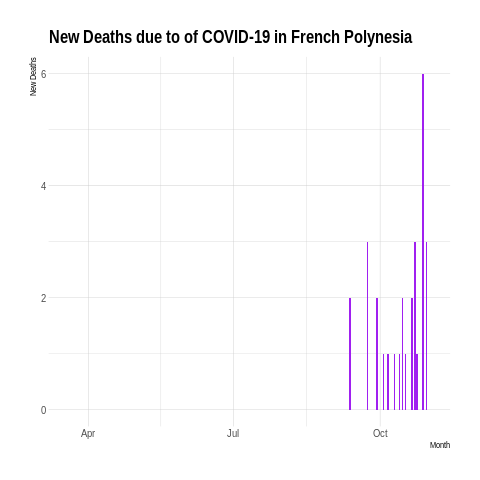 New Deaths due to of COVID-19 in French Polynesia
New Deaths
6
4
2
0
Apr
Jul
Oct
Month